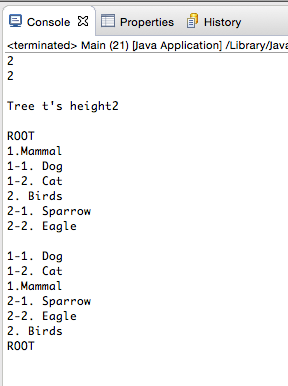 Console Properties History
<terminated> Main (21) [Java Application] /Library/Java
2
2
Tree t's height2
ROOT
1.Mammal
1-1. Dog
1-2. Cat
2. Birds
2-1. Sparrow
2-2. Eagle
1-1. Dog
1-2. Cat
1.Mammal
2-1. Sparrow
2-2. Eagle
2. Birds
ROOT